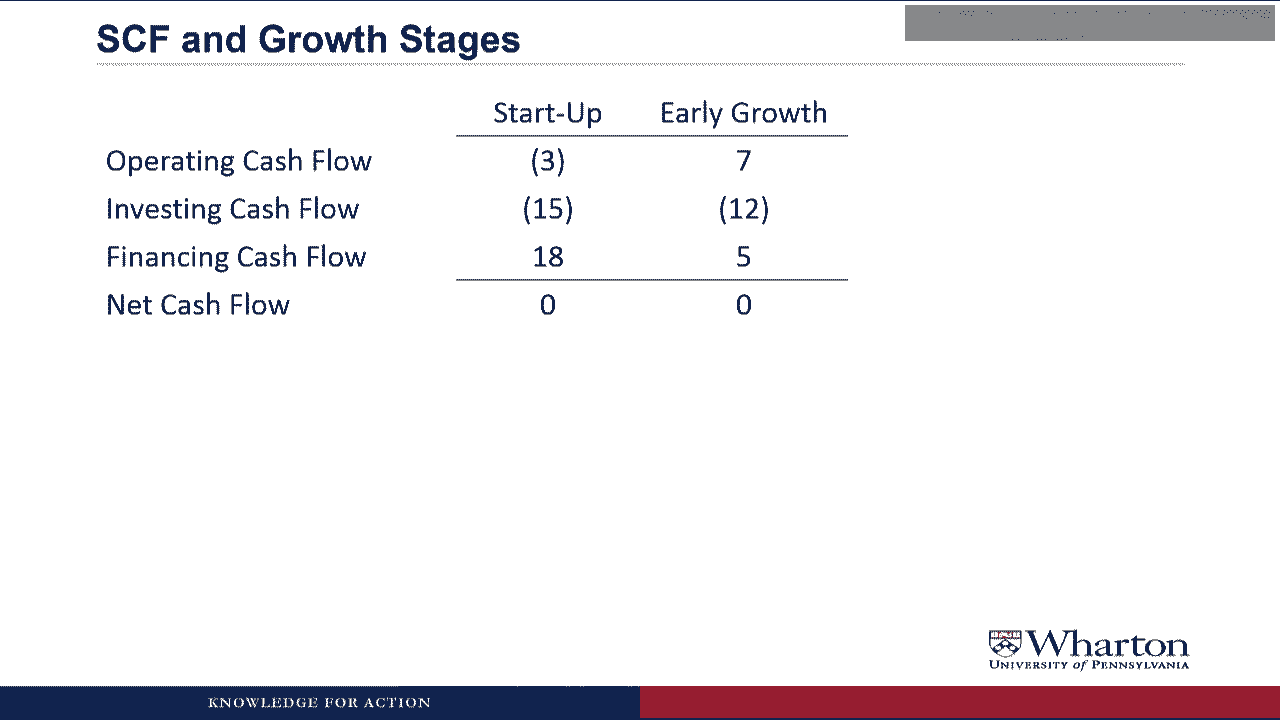 SCF and Growth Stages
Start-Up Early Growth
Operating Cash Flow (3) 7
Investing Cash Flow (15) (12)
Financing Cash Flow 18 5
Net Cash Flow 0 0
Wharton
UNIVERSITY of PENNSYLVANIA
KNOWLEDGE FOR ACTION